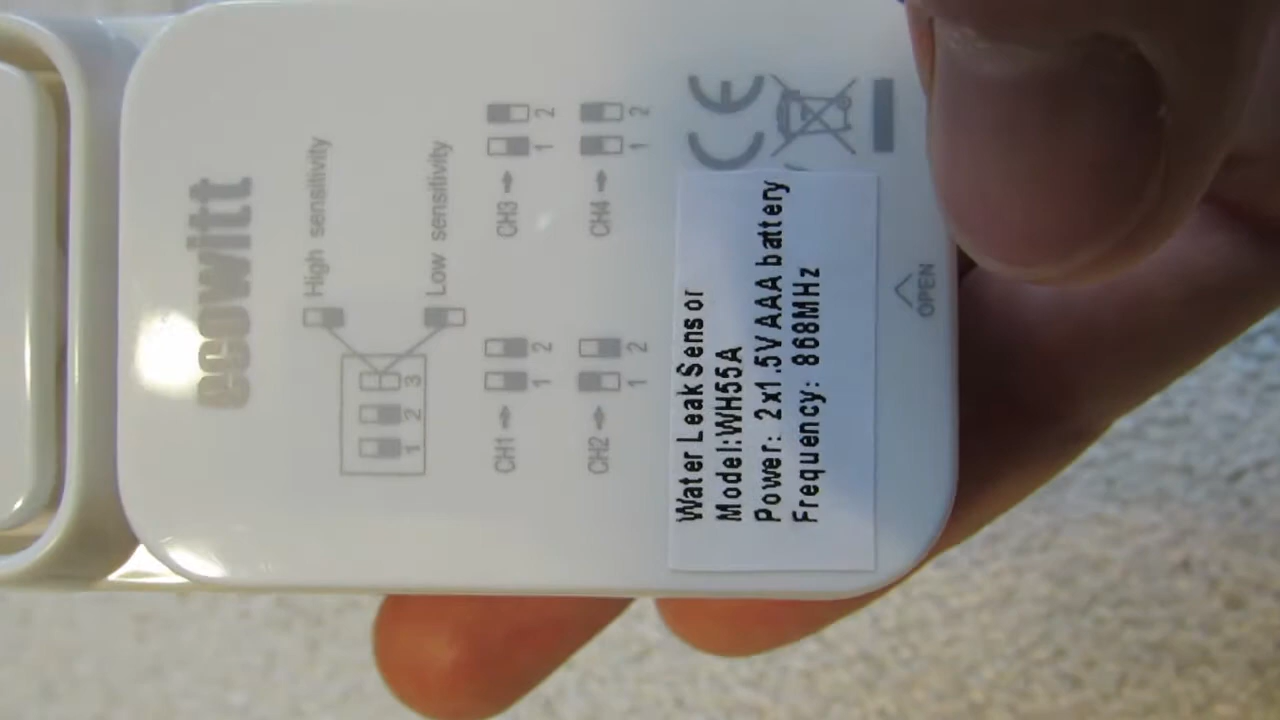 ecowitt
High sensitivity
Low sensitivity
1 2 3
CH1 → 1 2
CH3 → 1 2
CH2 → 1 2
CH4 → 1 2
CE
Water Leak Sensor
Model:WH55A
Power: 2x1.5V AAA battery
Frequency: 868MHz
OPEN